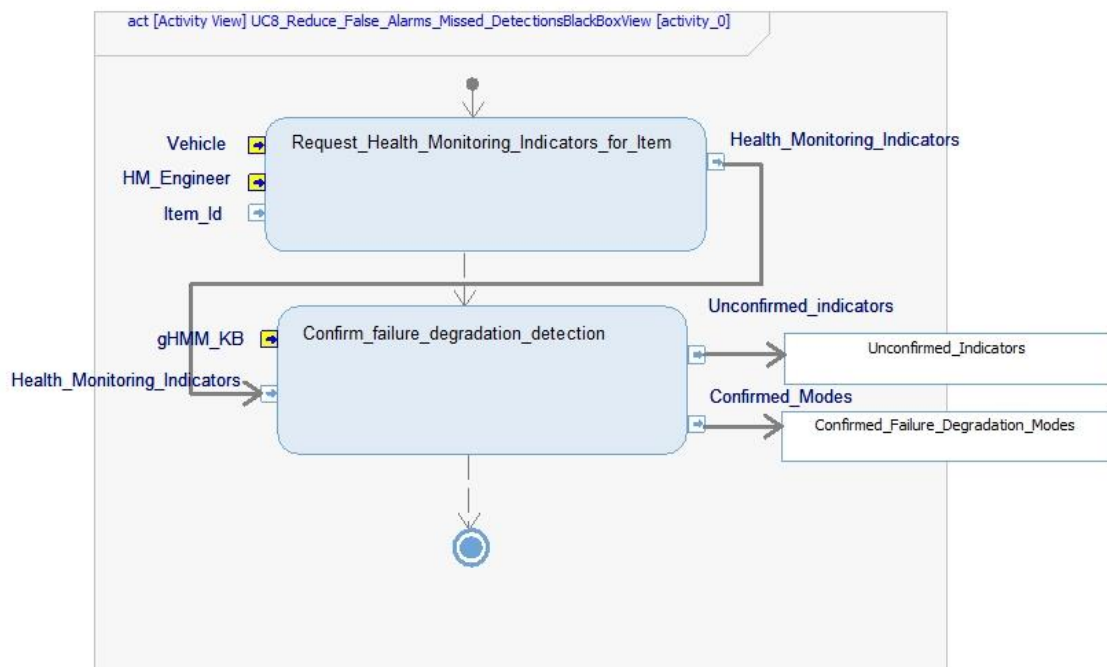 act [Activity View] UC8_Reduce_False_Alarms_Missed_DetectionsBlackBoxView [activity_0]
Vehicle
HM_Engineer
Item_Id
Request_Health_Monitoring_Indicators_for_Item
Health_Monitoring_Indicators
gHMM_KB
Health_Monitoring_Indicators
Confirm_failure_degradation_detection
Unconfirmed_indicators
Unconfirmed_Indicators
Confirmed_Modes
Confirmed_Failure_Degradation_Modes